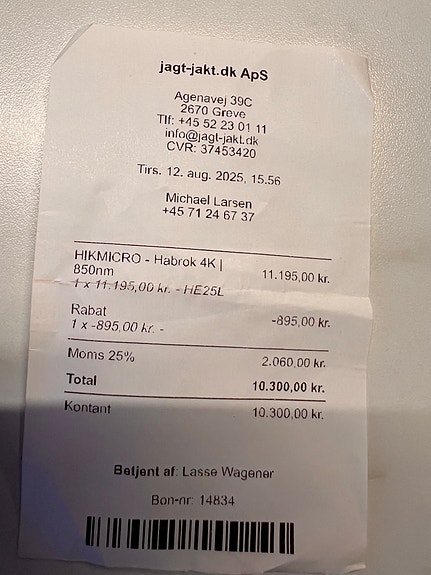 jagt-jakt.dk ApS
Agenavej 39C
2670 Greve
Tlf: +45 52 23 01 11
info@jagt-jakt.dk
CVR: 37453420
Tirs. 12. aug. 2025, 15.56
Michael Larsen
+45 71 24 67 37
HIKMICRO - Habrok 4K | 11.195,00 kr.
850nm
1 x 11.195,00 kr. - HE25L
Rabat -895,00 kr.
1 x -895,00 kr. -
Moms 25% 2.060,00 kr.
Total 10.300,00 kr.
Kontant 10.300,00 kr.
Betjent af: Lasse Wagener
Bon-nr: 14834